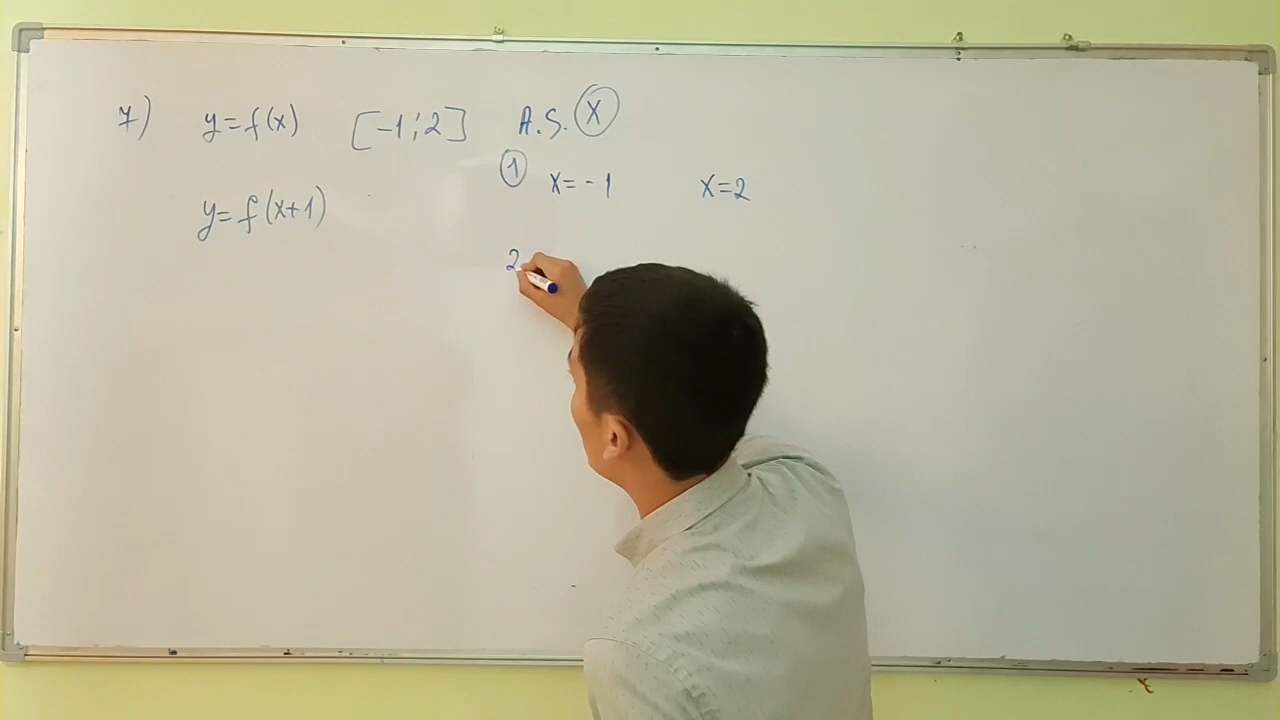 7) y=f(x) [-1;2] A.S. X
1 x=-1 x=2
y=f(x+1)
2